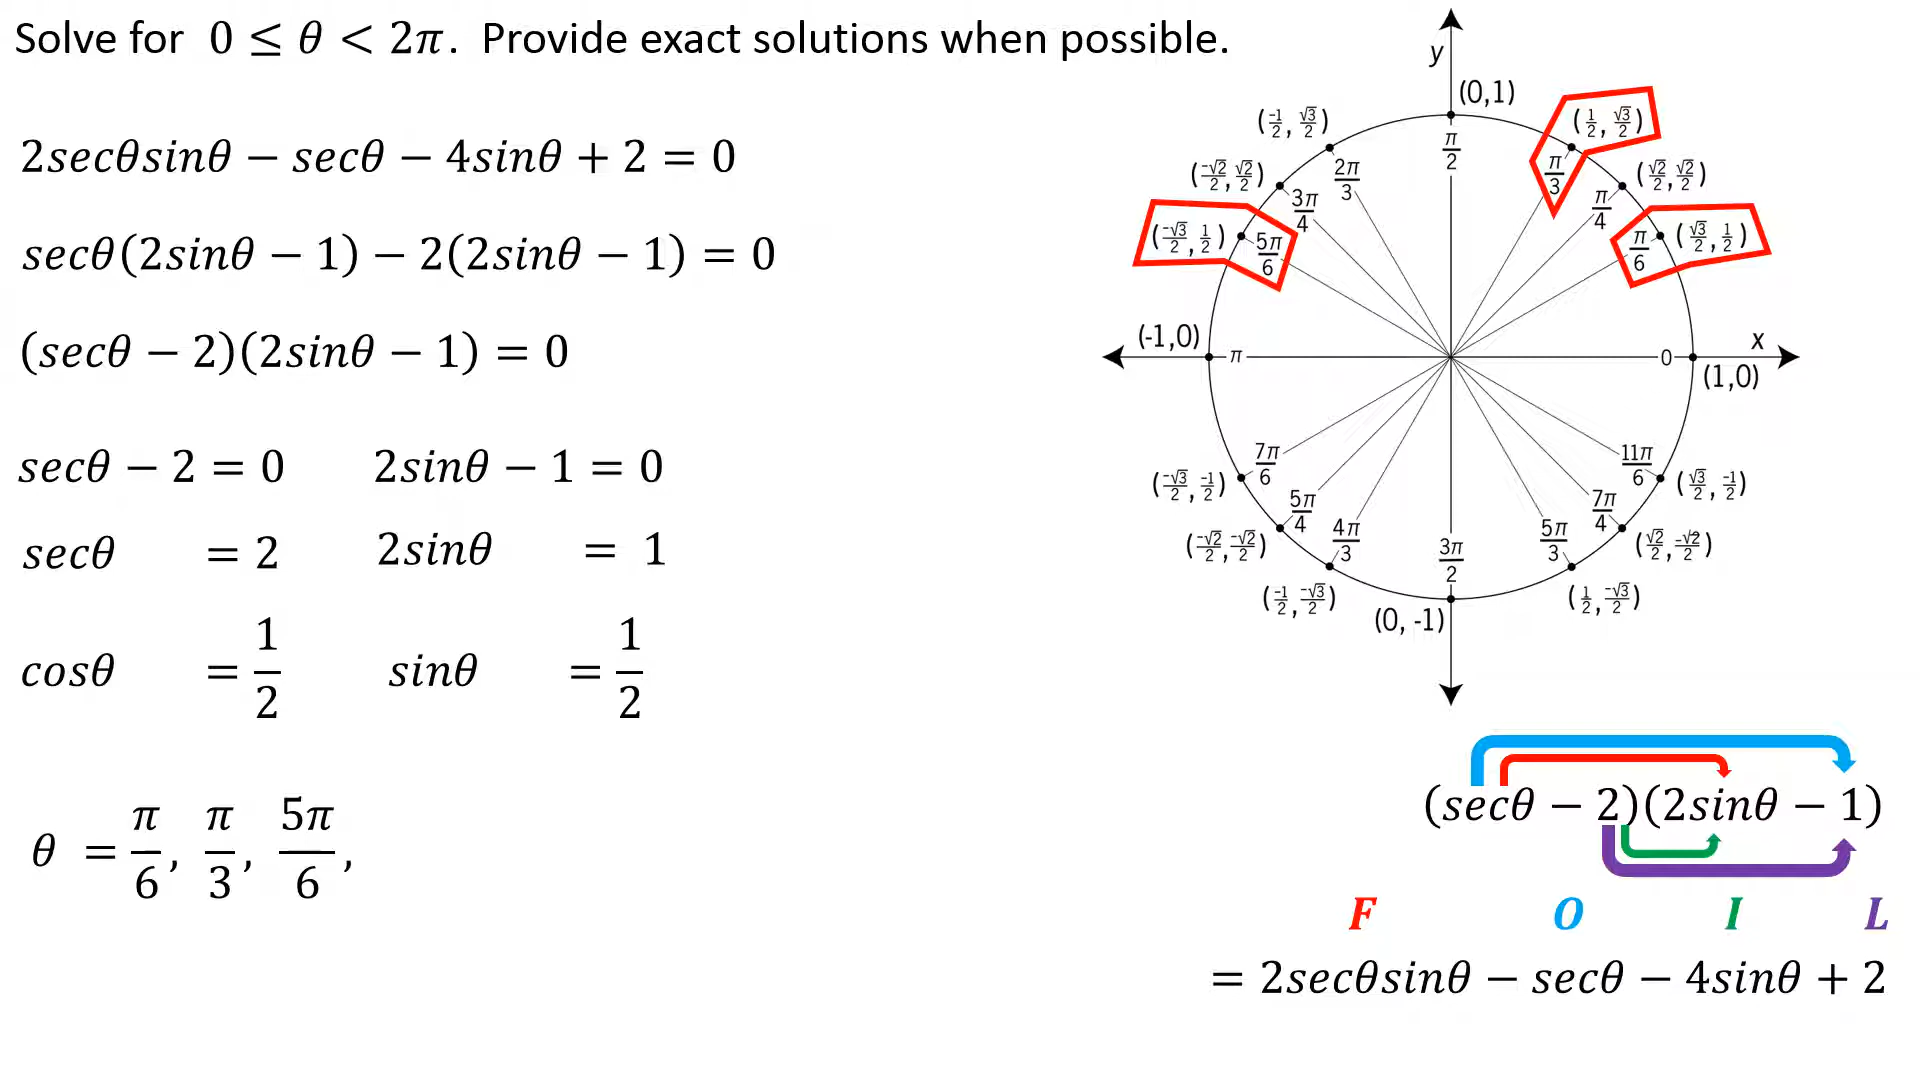 Solve for 0 ≤ θ < 2π. Provide exact solutions when possible.
2secθsinθ − secθ − 4sinθ + 2 = 0
secθ(2sinθ − 1) − 2(2sinθ − 1) = 0
(secθ − 2)(2sinθ − 1) = 0
secθ − 2 = 0 2sinθ − 1 = 0
secθ = 2 2sinθ = 1
cosθ = 1/2 sinθ = 1/2
θ = π/6, π/3, 5π/6,
y
(0,1)
(-1/2, √3/2) 2π/3 π/2 π/3 (1/2, √3/2)
(-√2/2, √2/2) 3π/4 π/4 (√2/2, √2/2)
(-√3/2, 1/2) 5π/6 π/6 (√3/2, 1/2)
(-1,0) π 0 x
(1,0)
(-√3/2, -1/2) 7π/6 11π/6 (√3/2, -1/2)
(-√2/2, -√2/2) 5π/4 7π/4 (√2/2, -√2/2)
(-1/2, -√3/2) 4π/3 3π/2 5π/3 (1/2, -√3/2)
(0, -1)
(secθ − 2)(2sinθ − 1)
F O I L
= 2secθsinθ − secθ − 4sinθ + 2